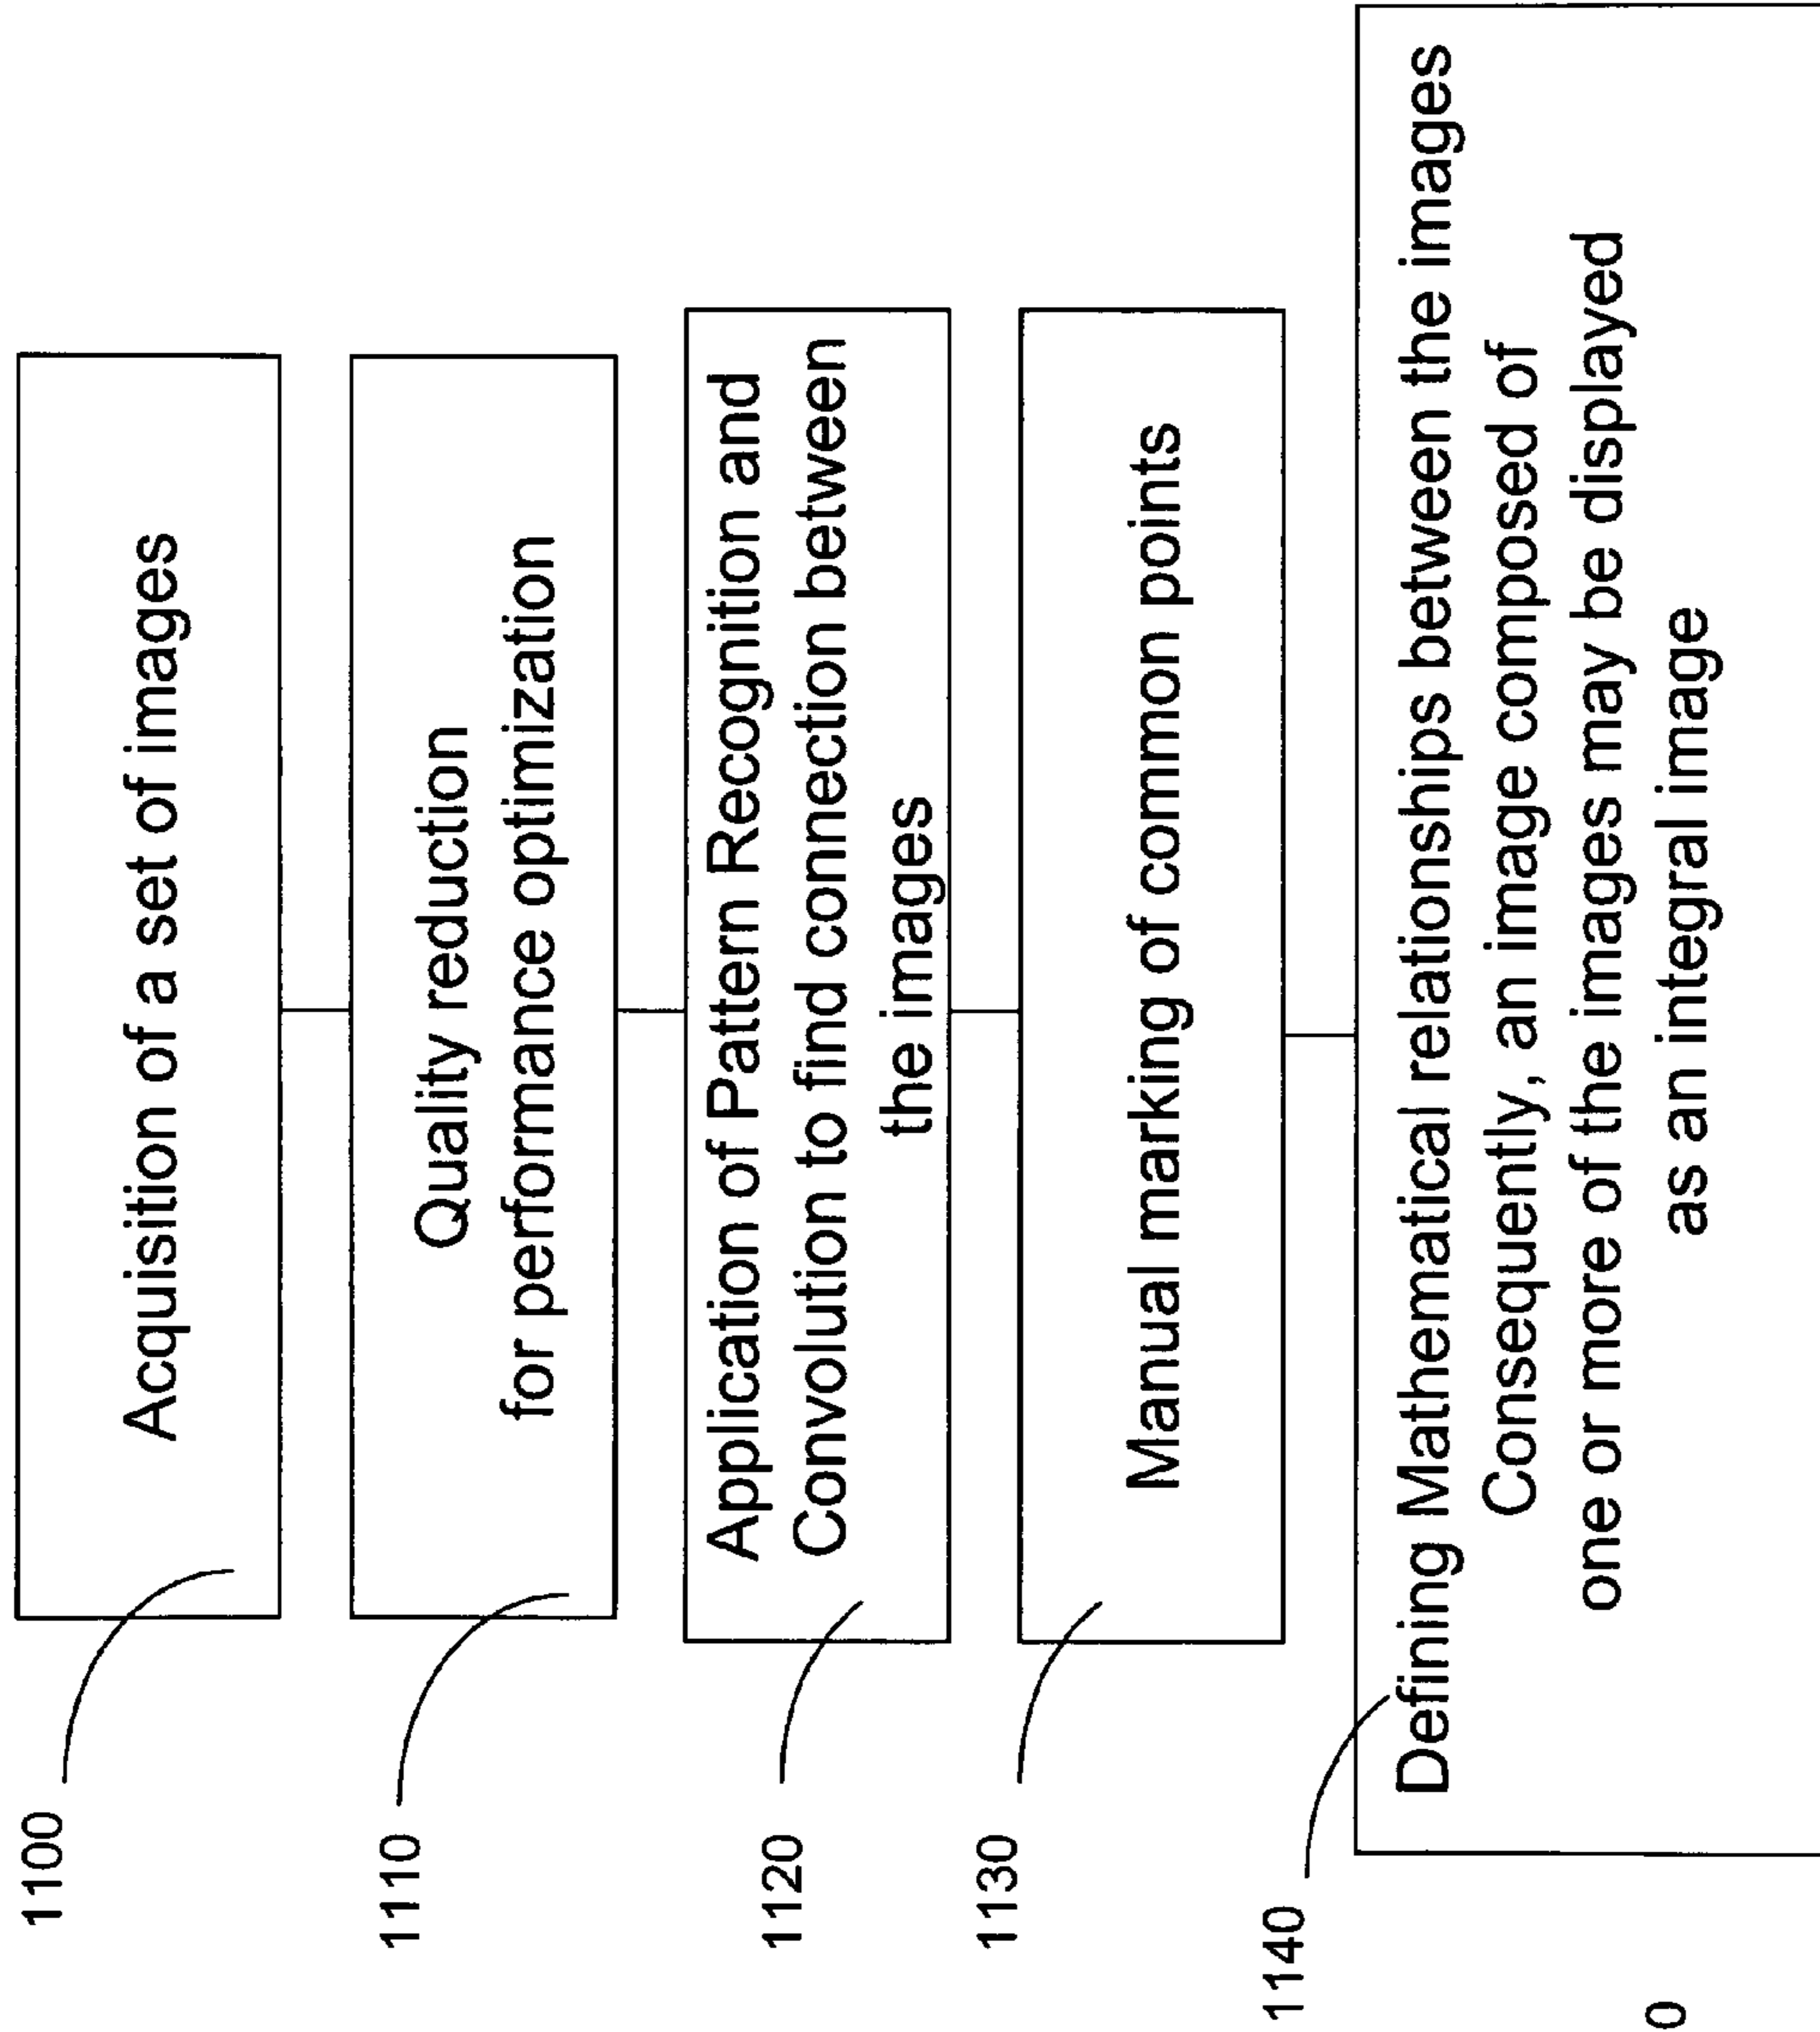 1100
Acquisition of a set of images
1110
Quality reduction
for performance optimization
1120
Application of Pattern Recognition and
Convolution to find connection between
the images
1130
Manual marking of common points
1140
Defining Mathematical relationships between the images
Consequently, an image composed of
one or more of the images may be displayed
as an integral image
0